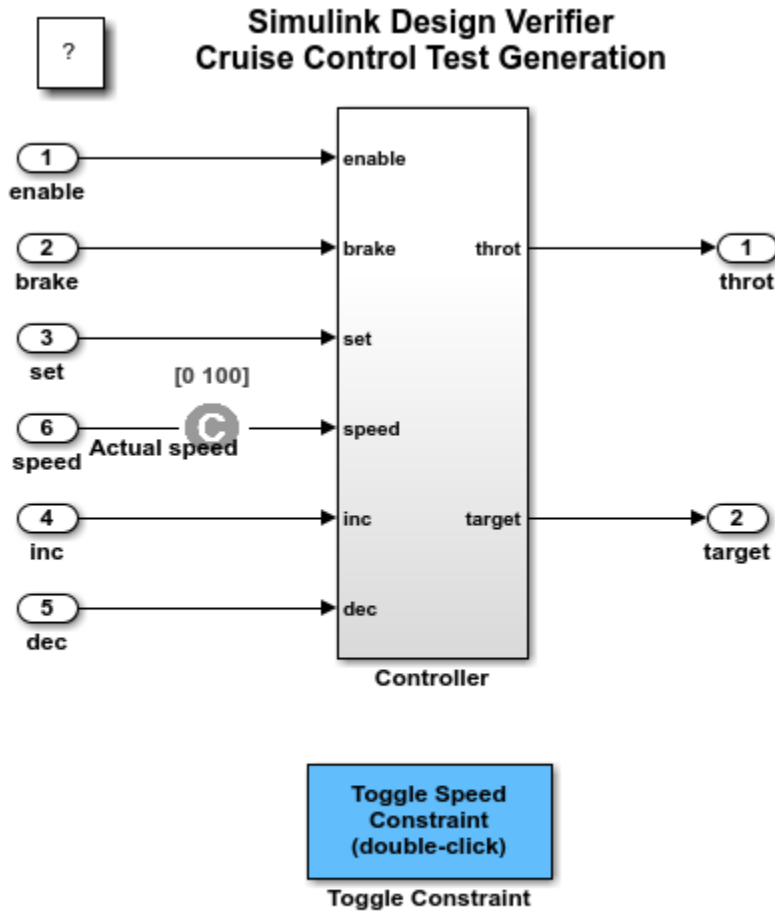 Simulink Design Verifier
Cruise Control Test Generation
?
1
enable
enable
2
brake
brake
throt
1
throt
3
set
set
[0 100]
6
speed
C
Actual speed
speed
4
inc
inc
target
2
target
5
dec
dec
Controller
Toggle Speed
Constraint
(double-click)
Toggle Constraint